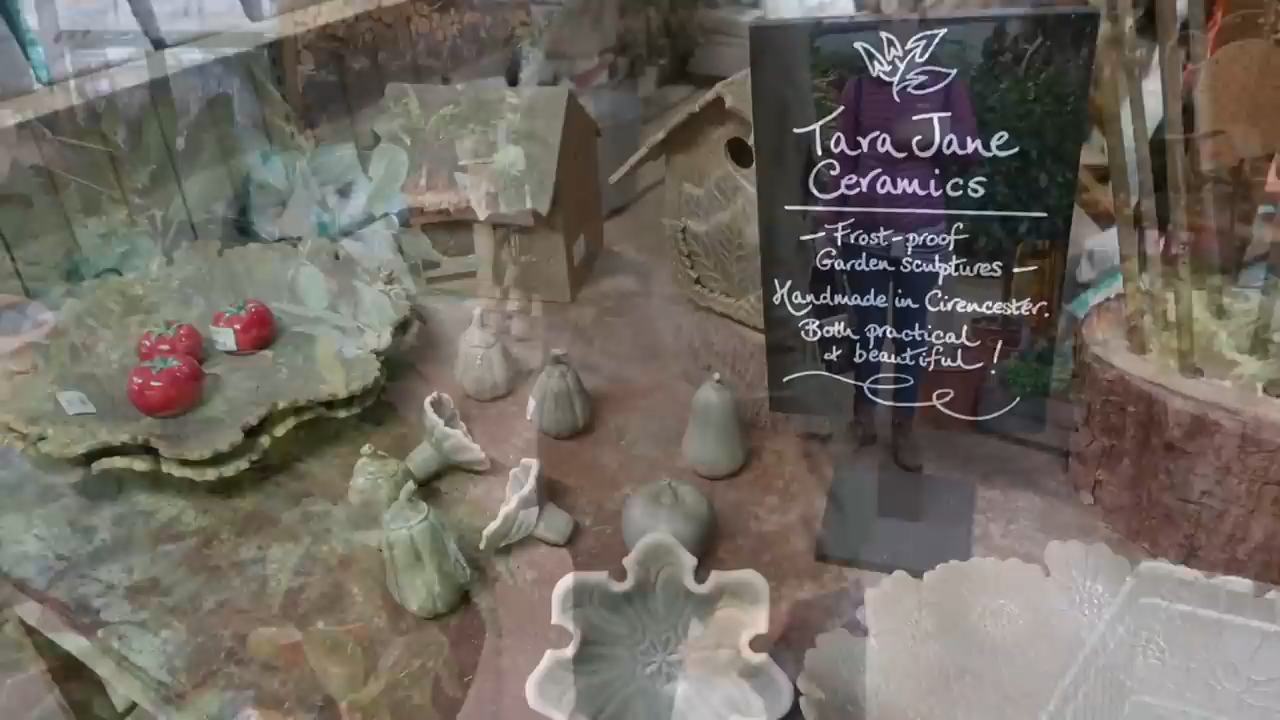 Tara Jane
Ceramics
– Frost-proof
Garden sculptures –
Handmade in Cirencester.
Both practical
& beautiful!